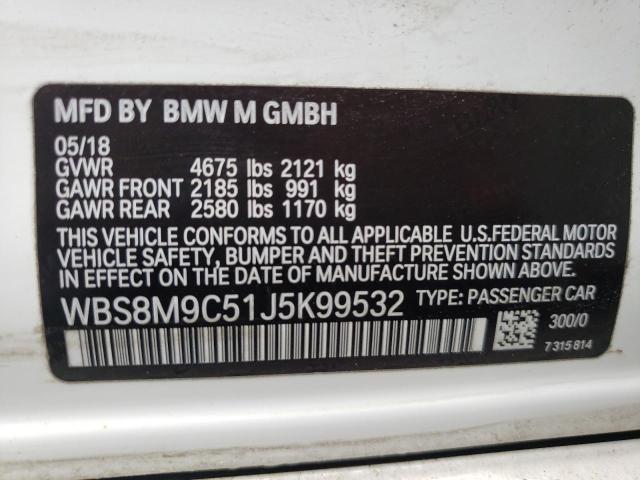 MFD BY BMW M GMBH
05/18
GVWR 4675 lbs 2121 kg
GAWR FRONT 2185 lbs 991 kg
GAWR REAR 2580 lbs 1170 kg
THIS VEHICLE CONFORMS TO ALL APPLICABLE U.S.FEDERAL MOTOR
VEHICLE SAFETY, BUMPER AND THEFT PREVENTION STANDARDS
IN EFFECT ON THE DATE OF MANUFACTURE SHOWN ABOVE.
WBS8M9C51J5K99532 TYPE: PASSENGER CAR
300/0
7 315 814